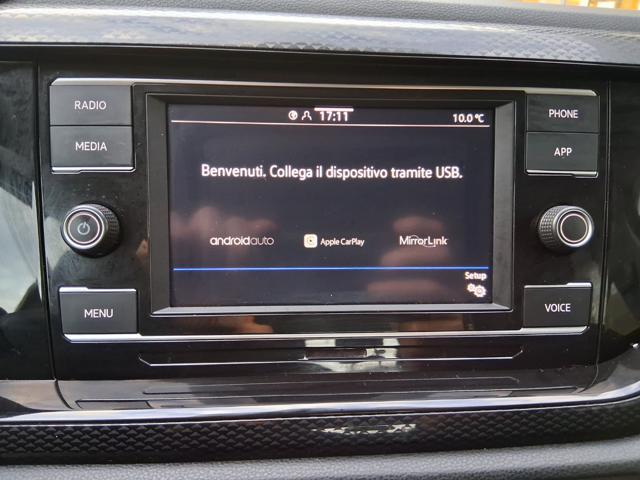 RADIO
MEDIA
MENU
17:11
10.0 °C
Benvenuti. Collega il dispositivo tramite USB.
androidauto
Apple CarPlay
MirrorLink
Setup
PHONE
APP
VOICE